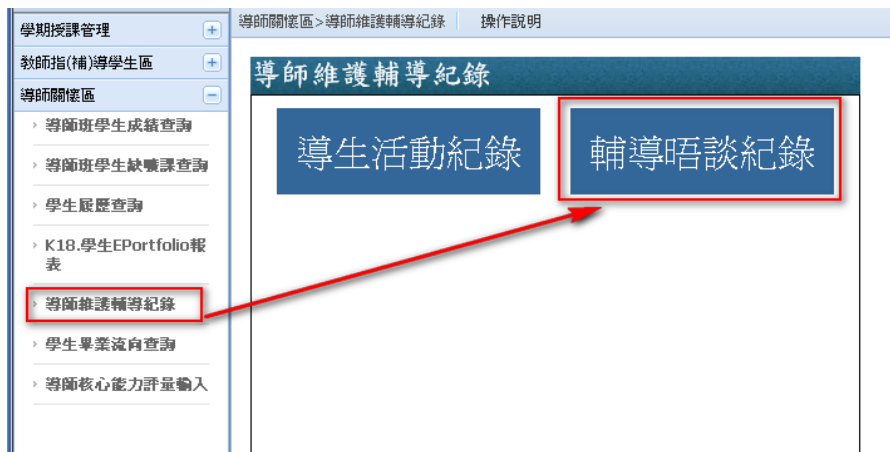 學期授課管理
教師指(補)導學生區
導師關懷區
導師班學生成績查詢
導師班學生缺曠課查詢
學生履歷查詢
K18.學生EPortfolio報
表
導師維護輔導紀錄
學生畢業流向查詢
導師核心能力評量輸入
導師關懷區>導師維護輔導紀錄 操作說明
導師維護輔導紀錄
導生活動紀錄 輔導晤談紀錄